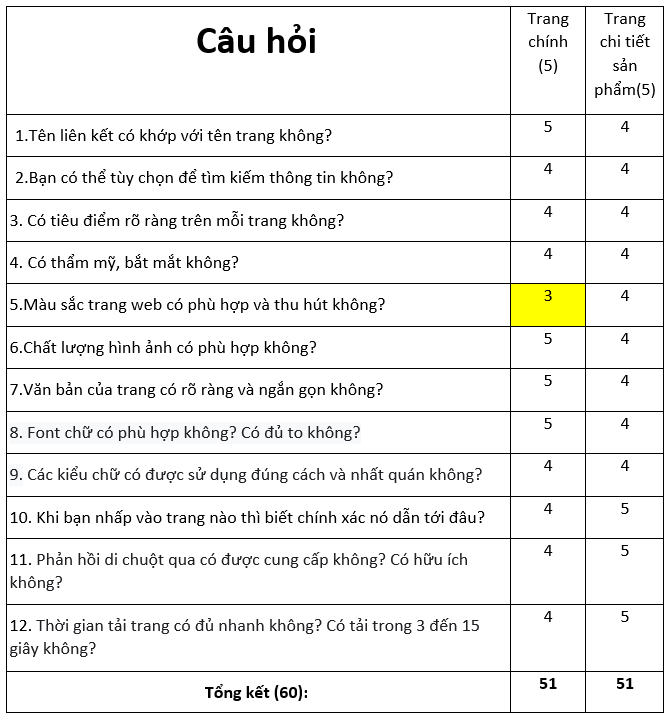 Câu hỏi
Trang
chính
(5)
Trang
chi tiết
sản
phẩm(5)
1.Tên liên kết có khớp với tên trang không?
5
4
2.Bạn có thể tùy chọn để tìm kiếm thông tin không?
4
4
3. Có tiêu điểm rõ ràng trên mỗi trang không?
4
4
4. Có thẩm mỹ, bắt mắt không?
4
4
5.Màu sắc trang web có phù hợp và thu hút không?
3
4
6.Chất lượng hình ảnh có phù hợp không?
5
4
7.Văn bản của trang có rõ ràng và ngắn gọn không?
5
4
8. Font chữ có phù hợp không? Có đủ to không?
5
4
9. Các kiểu chữ có được sử dụng đúng cách và nhất quán không?
4
4
10. Khi bạn nhấp vào trang nào thì biết chính xác nó dẫn tới đâu?
4
5
11. Phản hồi di chuột qua có được cung cấp không? Có hữu ích
không?
4
5
12. Thời gian tải trang có đủ nhanh không? Có tải trong 3 đến 15
giây không?
4
5
Tổng kết (60):
51
51